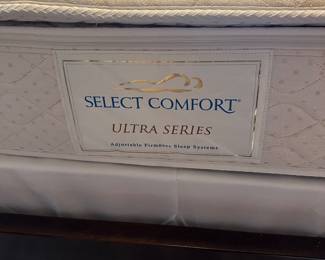 SELECT COMFORT®
ULTRA SERIES
Adjustable Firmness Sleep Systems